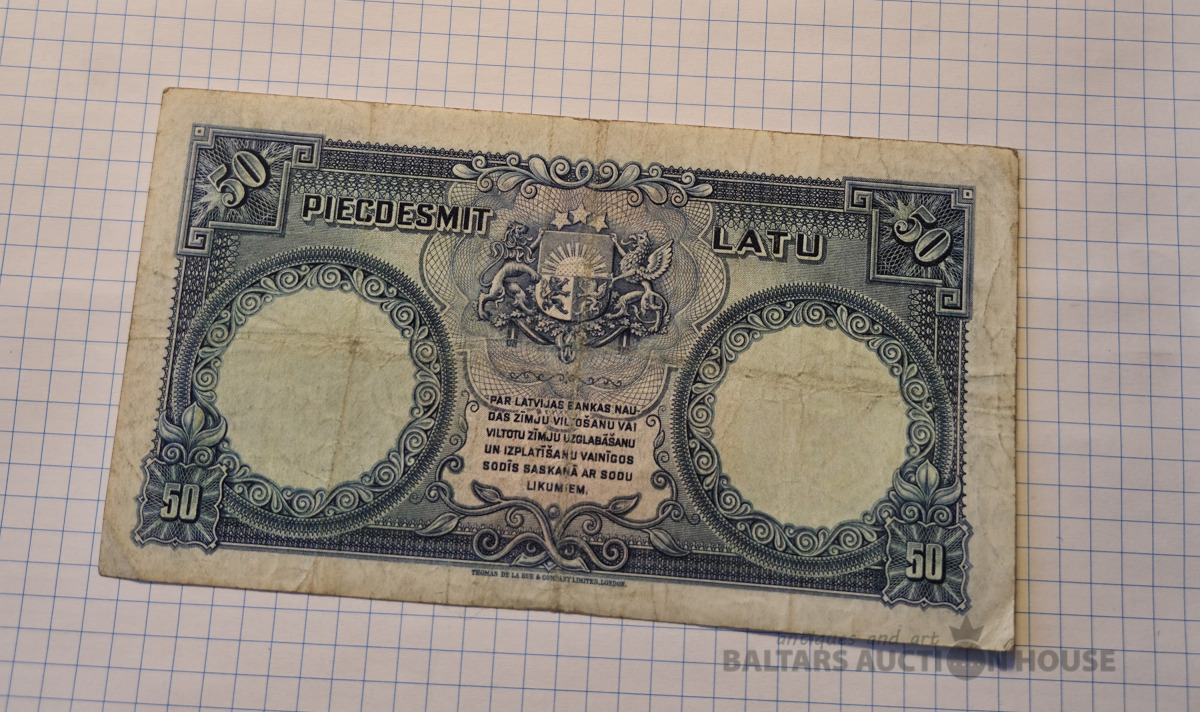 50
PIECDESMIT LATU
50
PAR LATVIJAS BANKAS NAU-
DAS ZĪMJU VILTOŠANU VAI
VILTOTU ZĪMJU UZGLABĀŠANU
UN IZPLATĪŠANU VAINĪGOS
SODĪS SASKAŅĀ AR SODU
LIKUMIEM.
50
50
THOMAS DE LA RUE & COMPANY LIMITED, LONDON.
antiques and art
BALTARS AUCTION HOUSE